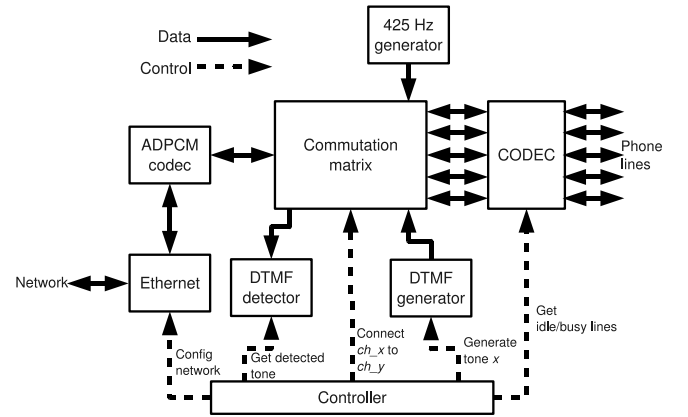 Data
Control
425 Hz
generator
ADPCM
codec
Commutation
matrix
CODEC
Phone
lines
Network
Ethernet
DTMF
detector
DTMF
generator
Config
network
Get detected
tone
Connect
ch_x to
ch_y
Generate
tone x
Get
idle/busy lines
Controller